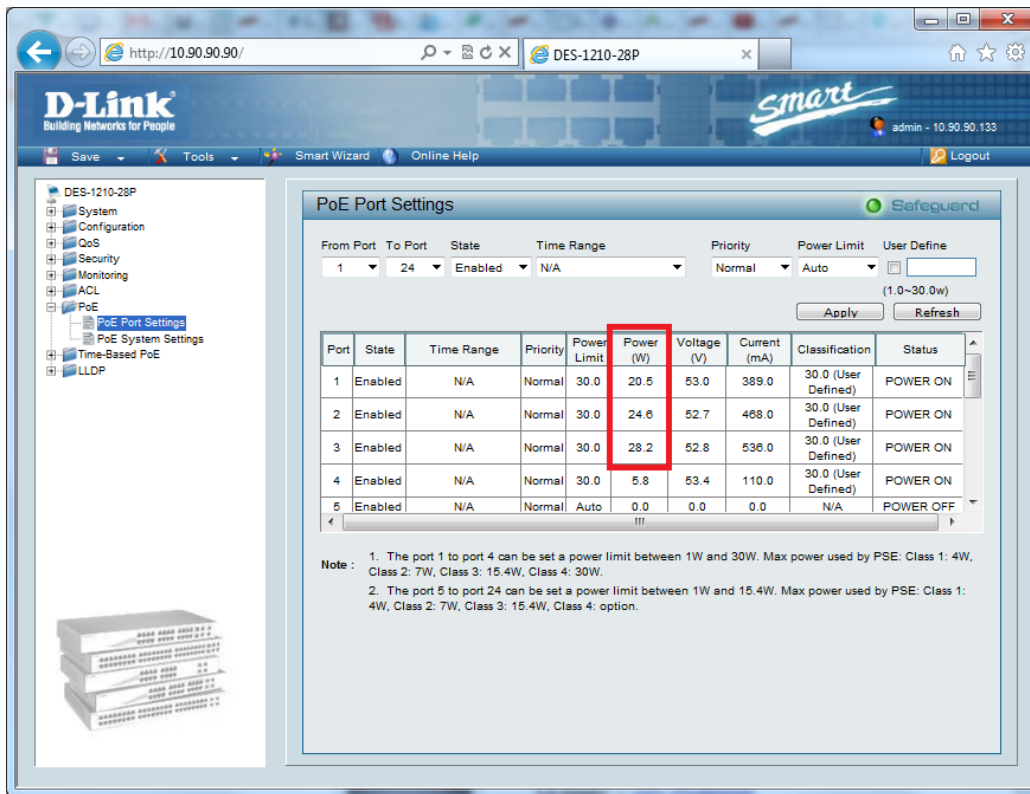 http://10.90.90.90/
DES-1210-28P
D-Link
Building Networks for People
smart
admin - 10.90.90.133
Save Tools Smart Wizard Online Help Logout
DES-1210-28P
System
Configuration
QoS
Security
Monitoring
ACL
PoE
PoE Port Settings
PoE System Settings
Time-Based PoE
LLDP
PoE Port Settings
Safeguard
From Port To Port State Time Range Priority Power Limit User Define
1 24 Enabled N/A Normal Auto
(1.0~30.0w)
Apply Refresh
Port State Time Range Priority Power Limit Power (W) Voltage (V) Current (mA) Classification Status
1 Enabled N/A Normal 30.0 20.5 53.0 389.0 30.0 (User Defined) POWER ON
2 Enabled N/A Normal 30.0 24.6 52.7 468.0 30.0 (User Defined) POWER ON
3 Enabled N/A Normal 30.0 28.2 52.8 536.0 30.0 (User Defined) POWER ON
4 Enabled N/A Normal 30.0 5.8 53.4 110.0 30.0 (User Defined) POWER ON
5 Enabled N/A Normal Auto 0.0 0.0 0.0 N/A POWER OFF
Note :
1. The port 1 to port 4 can be set a power limit between 1W and 30W. Max power used by PSE: Class 1: 4W,
Class 2: 7W, Class 3: 15.4W, Class 4: 30W.
2. The port 5 to port 24 can be set a power limit between 1W and 15.4W. Max power used by PSE: Class 1:
4W, Class 2: 7W, Class 3: 15.4W, Class 4: option.